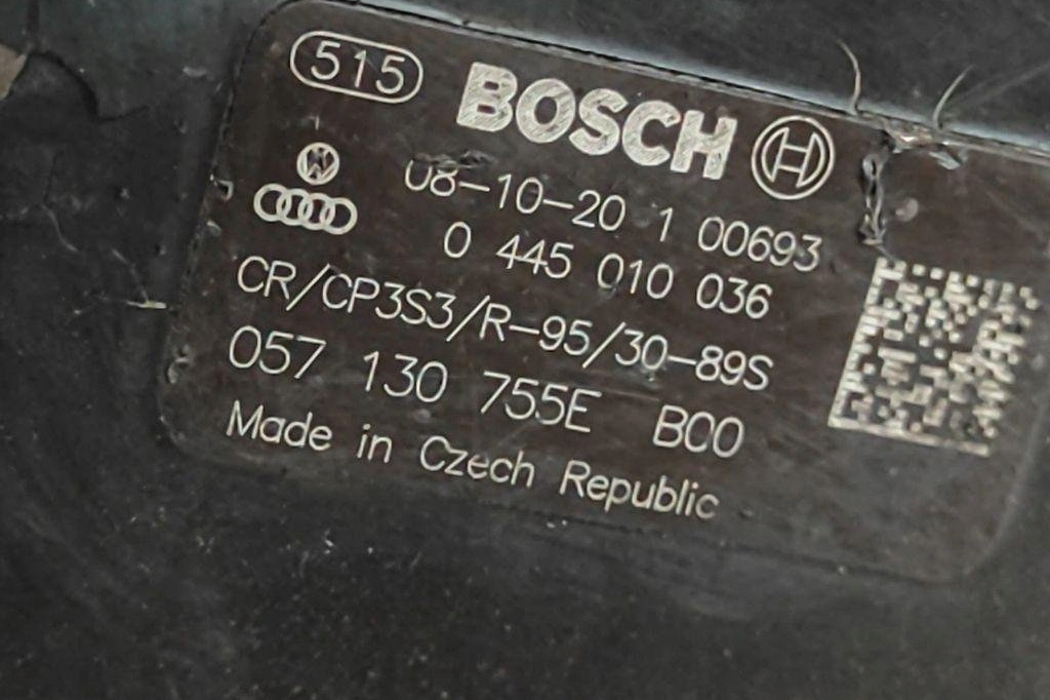 515 BOSCH
08-10-20 1 00693
0 445 010 036
CR/CP3S3/R-95/30-89S
057 130 755E B00
Made in Czech Republic